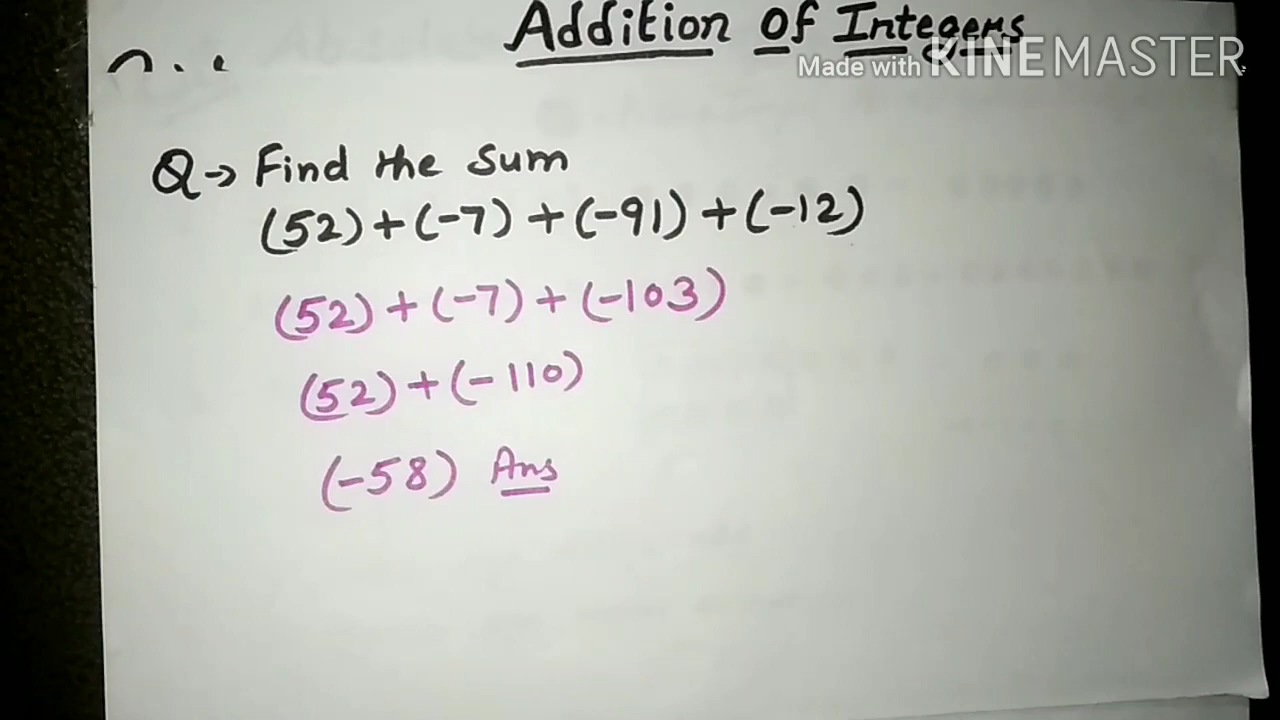 Addition Of Integers
Made with KINEMASTER
Q→ Find the Sum
(52)+(-7)+(-91)+(-12)
(52)+(-7)+(-103)
(52)+(-110)
(-58) Ans